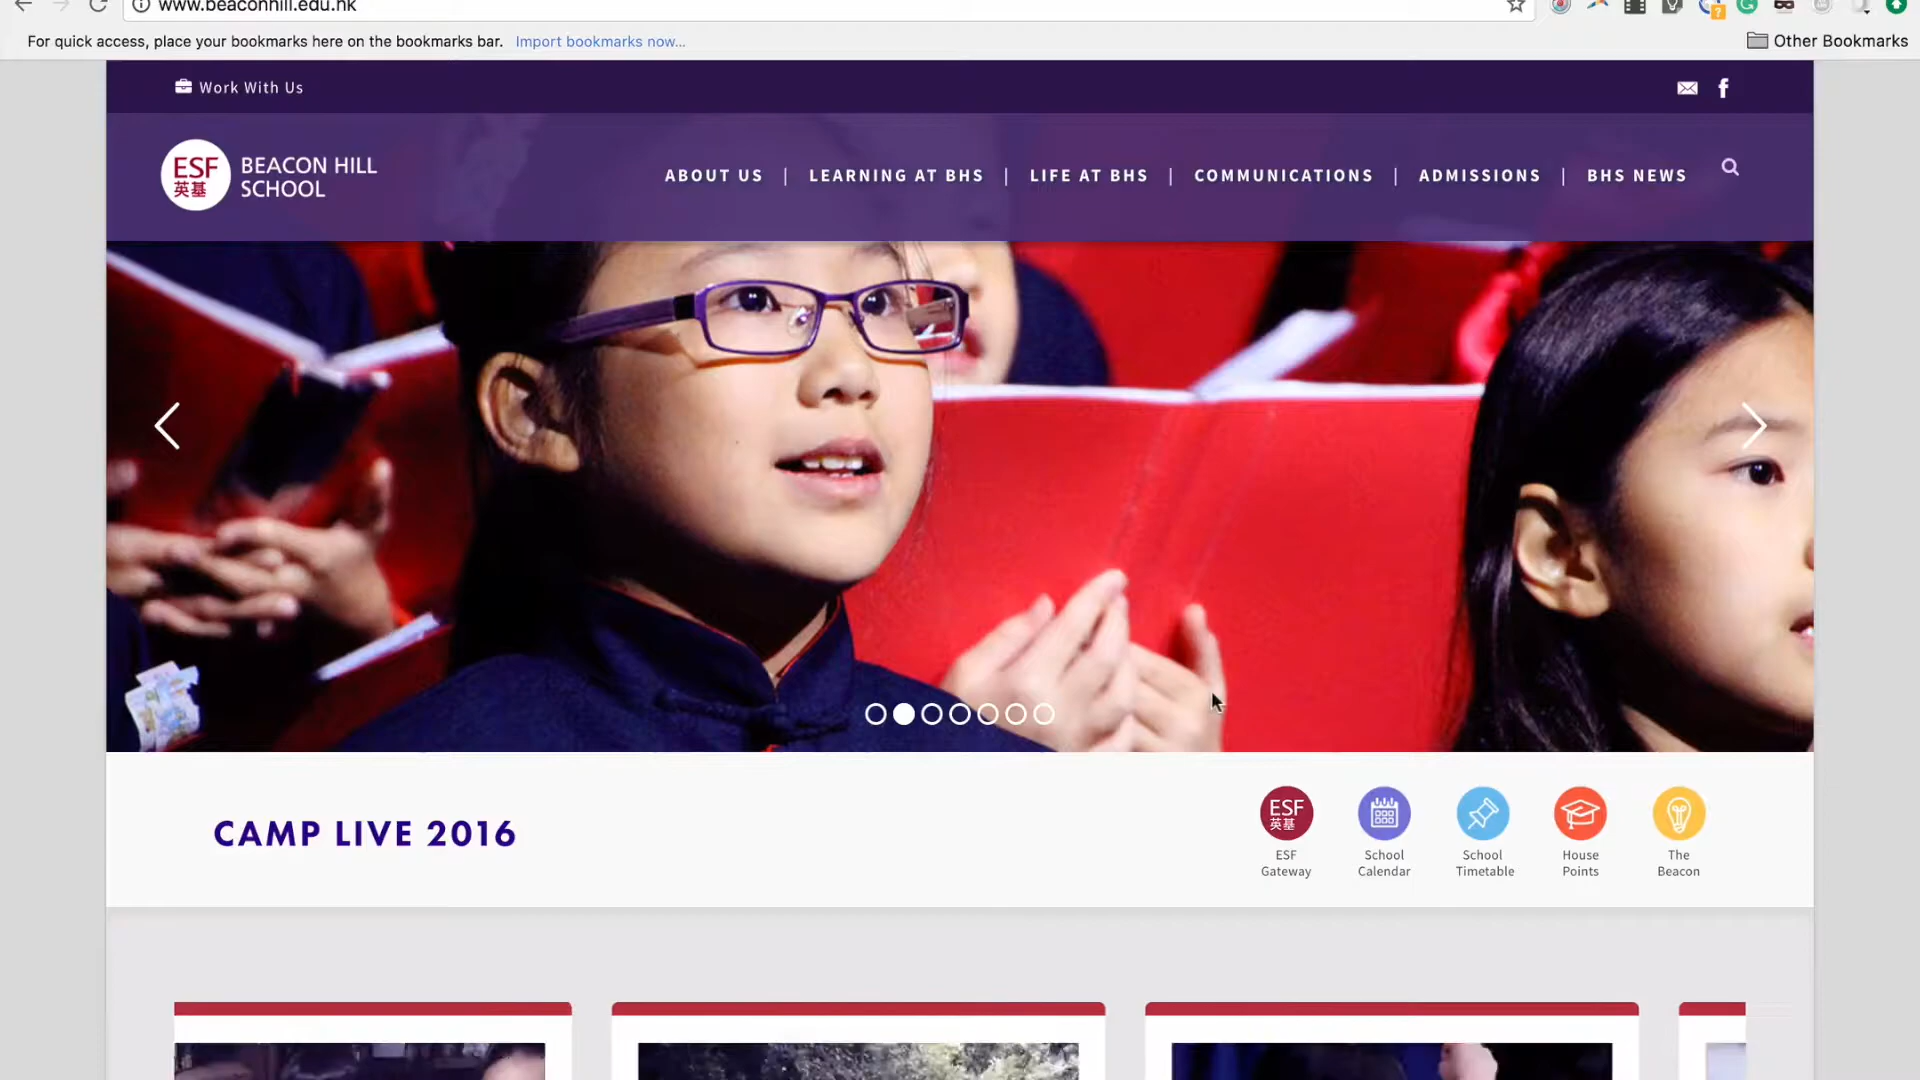 www.beaconhill.edu.hk
For quick access, place your bookmarks here on the bookmarks bar. Import bookmarks now...
Other Bookmarks
Work With Us
ESF
英基
BEACON HILL
SCHOOL
ABOUT US | LEARNING AT BHS | LIFE AT BHS | COMMUNICATIONS | ADMISSIONS | BHS NEWS
CAMP LIVE 2016
ESF
英基
ESF
Gateway
School
Calendar
School
Timetable
House
Points
The
Beacon